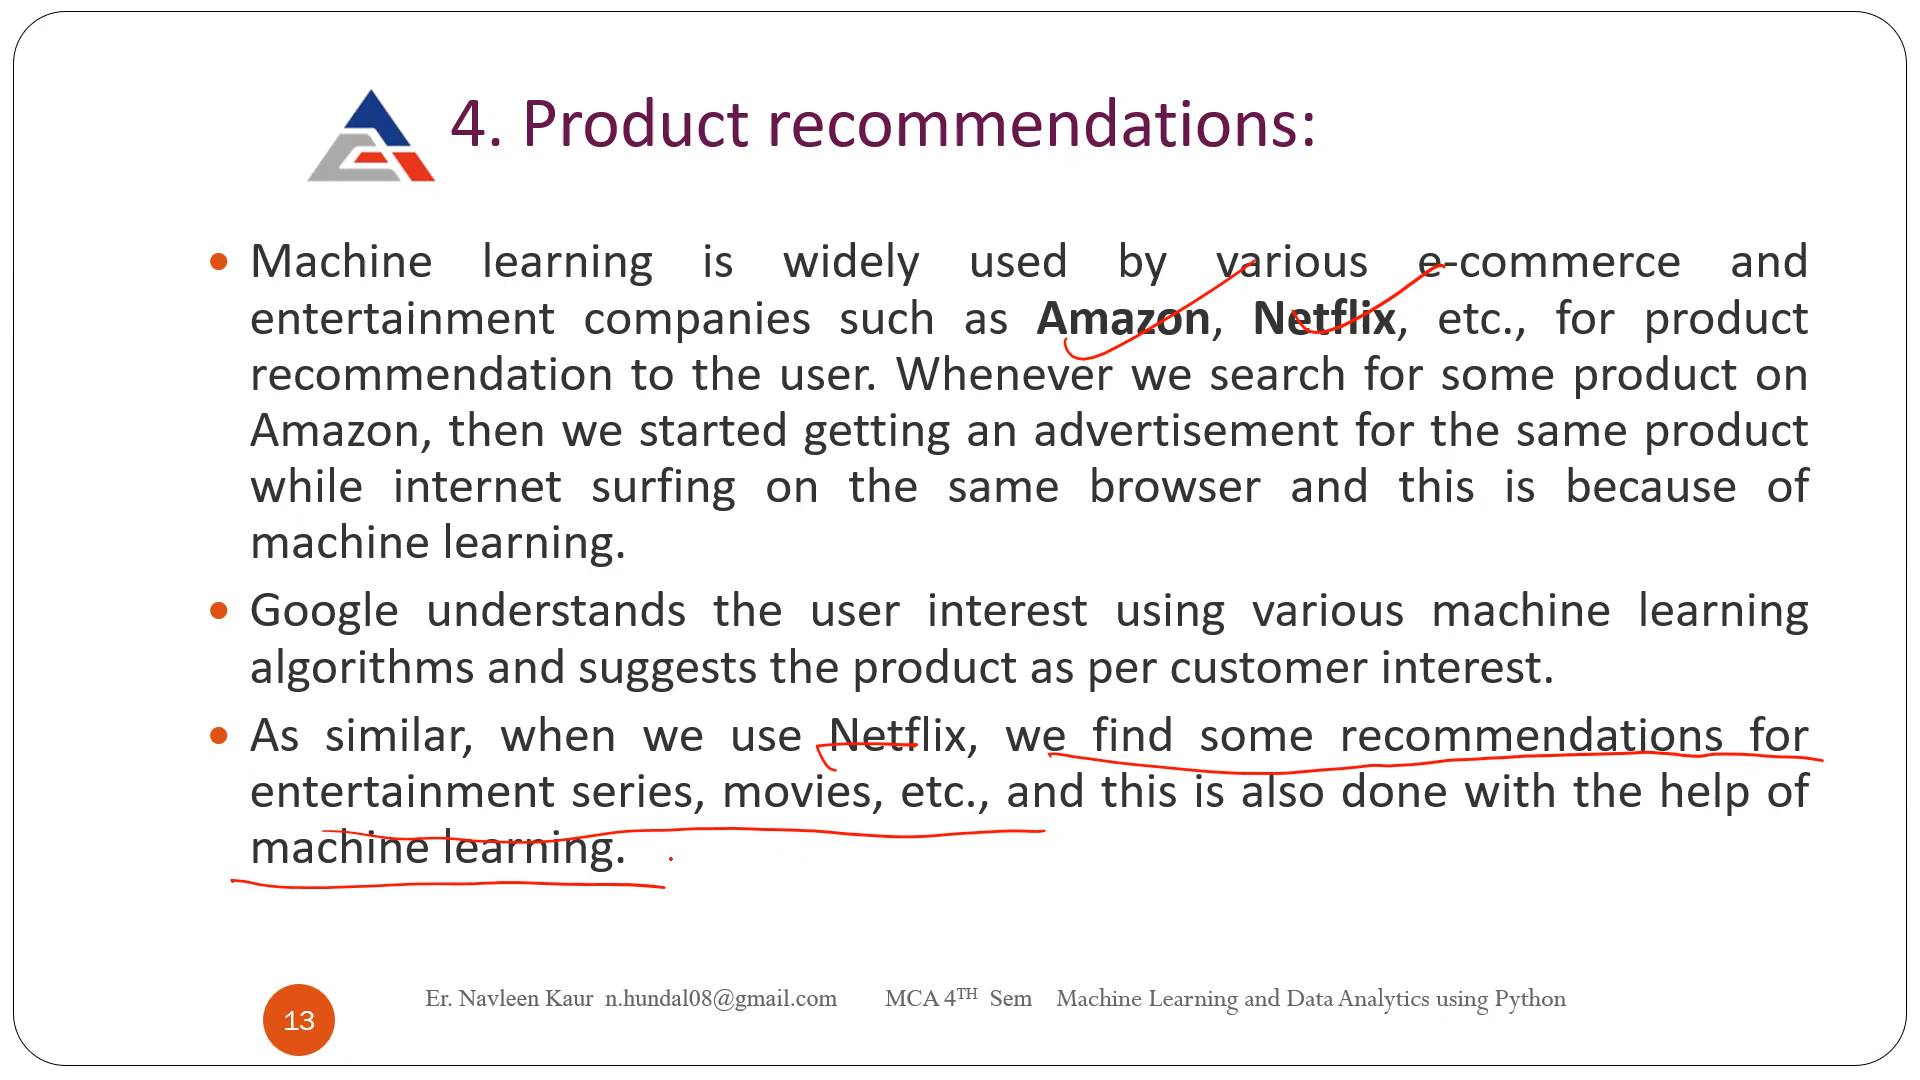 4. Product recommendations:
• Machine learning is widely used by various e-commerce and
entertainment companies such as Amazon, Netflix, etc., for product
recommendation to the user. Whenever we search for some product on
Amazon, then we started getting an advertisement for the same product
while internet surfing on the same browser and this is because of
machine learning.
• Google understands the user interest using various machine learning
algorithms and suggests the product as per customer interest.
• As similar, when we use Netflix, we find some recommendations for
entertainment series, movies, etc., and this is also done with the help of
machine learning.
13 Er. Navleen Kaur n.hundal08@gmail.com MCA 4TH Sem Machine Learning and Data Analytics using Python